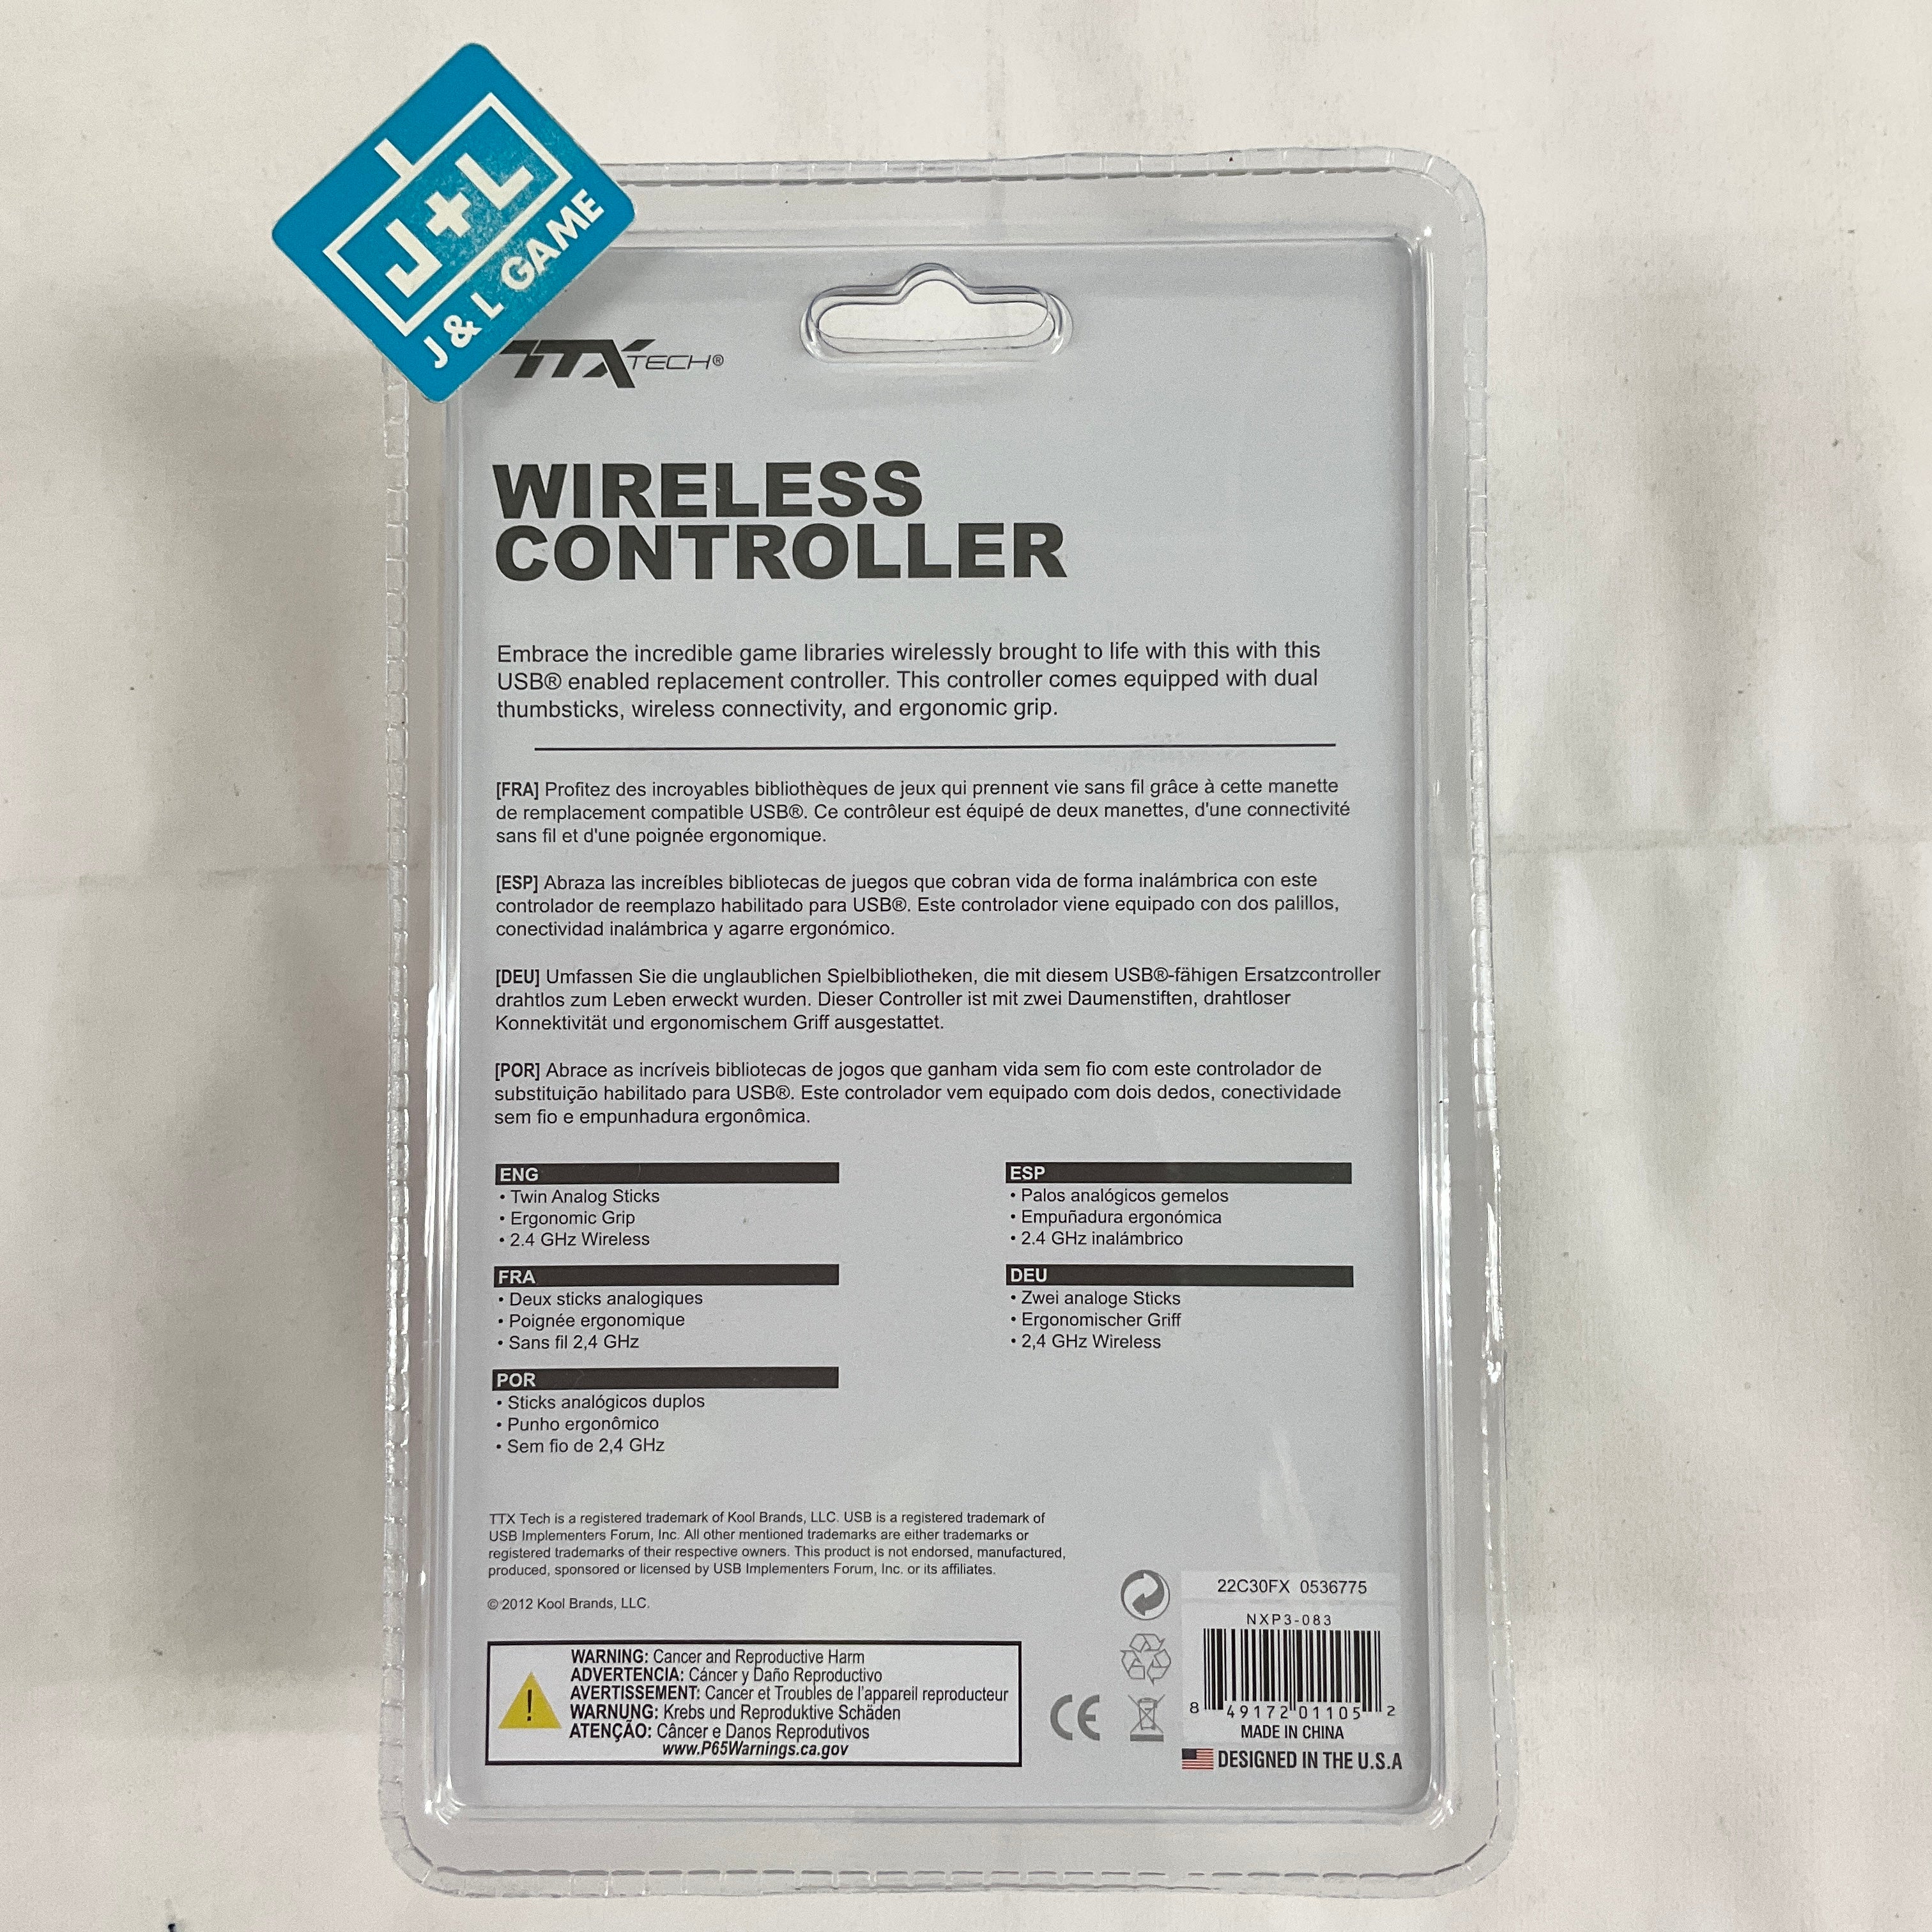 J+L
J & L GAME
TTX TECH®
WIRELESS
CONTROLLER
Embrace the incredible game libraries wirelessly brought to life with this with this
USB® enabled replacement controller. This controller comes equipped with dual
thumbsticks, wireless connectivity, and ergonomic grip.
[FRA] Profitez des incroyables bibliothèques de jeux qui prennent vie sans fil grâce à cette manette
de remplacement compatible USB®. Ce contrôleur est équipé de deux manettes, d'une connectivité
sans fil et d'une poignée ergonomique.
[ESP] Abraza las increíbles bibliotecas de juegos que cobran vida de forma inalámbrica con este
controlador de reemplazo habilitado para USB®. Este controlador viene equipado con dos palillos,
conectividad inalámbrica y agarre ergonómico.
[DEU] Umfassen Sie die unglaublichen Spielbibliotheken, die mit diesem USB®-fähigen Ersatzcontroller
drahtlos zum Leben erweckt wurden. Dieser Controller ist mit zwei Daumenstiften, drahtloser
Konnektivität und ergonomischem Griff ausgestattet.
[POR] Abrace as incríveis bibliotecas de jogos que ganham vida sem fio com este controlador de
substituição habilitado para USB®. Este controlador vem equipado com dois dedos, conectividade
sem fio e empunhadura ergonômica.
ENG
• Twin Analog Sticks
• Ergonomic Grip
• 2.4 GHz Wireless
FRA
• Deux sticks analogiques
• Poignée ergonomique
• Sans fil 2,4 GHz
POR
• Sticks analógicos duplos
• Punho ergonômico
• Sem fio de 2,4 GHz
ESP
• Palos analógicos gemelos
• Empuñadura ergonómica
• 2.4 GHz inalámbrico
DEU
• Zwei analoge Sticks
• Ergonomischer Griff
• 2,4 GHz Wireless
TTX Tech is a registered trademark of Kool Brands, LLC. USB is a registered trademark of
USB Implementers Forum, Inc. All other mentioned trademarks are either trademarks or
registered trademarks of their respective owners. This product is not endorsed, manufactured,
produced, sponsored or licensed by USB Implementers Forum, Inc. or its affiliates.
© 2012 Kool Brands, LLC.
WARNING: Cancer and Reproductive Harm
ADVERTENCIA: Cáncer y Daño Reproductivo
AVERTISSEMENT: Cancer et Troubles de l'appareil reproducteur
WARNUNG: Krebs und Reproduktive Schäden
ATENÇÃO: Câncer e Danos Reprodutivos
www.P65Warnings.ca.gov
CE
22C30FX 0536775
NXP3-083
8 49172 01105 2
MADE IN CHINA
DESIGNED IN THE U.S.A